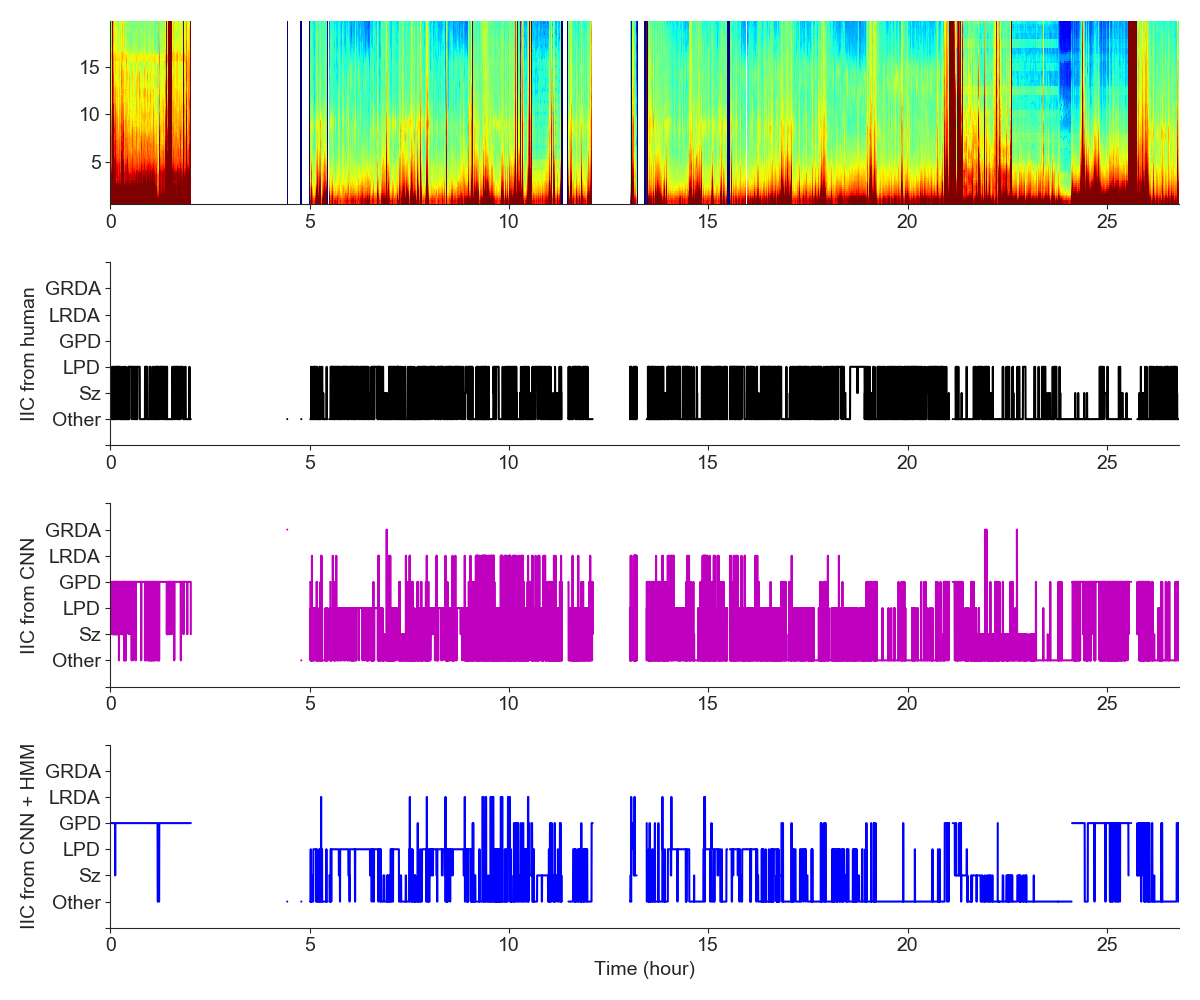 15
10
5
0 5 10 15 20 25
IIC from human
GRDA
LRDA
GPD
LPD
Sz
Other
0 5 10 15 20 25
IIC from CNN
GRDA
LRDA
GPD
LPD
Sz
Other
0 5 10 15 20 25
IIC from CNN + HMM
GRDA
LRDA
GPD
LPD
Sz
Other
0 5 10 15 20 25
Time (hour)